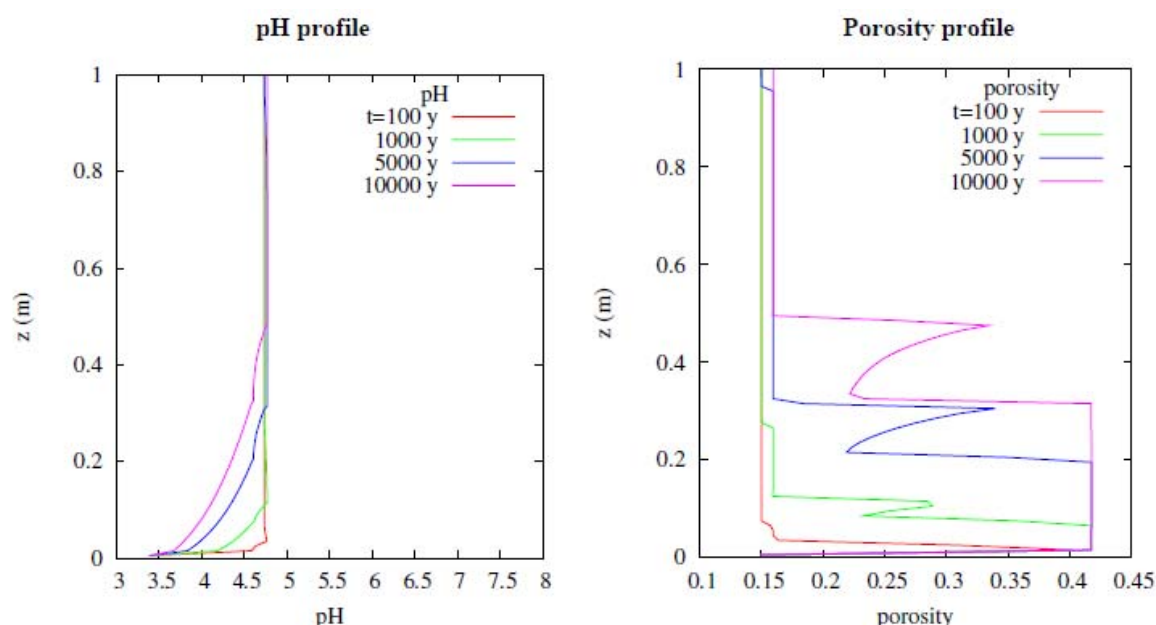 pH profile
pH
t=100 y
1000 y
5000 y
10000 y
1
0.8
0.6
0.4
0.2
0
z (m)
3 3.5 4 4.5 5 5.5 6 6.5 7 7.5 8
pH
Porosity profile
porosity
t=100 y
1000 y
5000 y
10000 y
1
0.8
0.6
0.4
0.2
0
z (m)
0.1 0.15 0.2 0.25 0.3 0.35 0.4 0.45
porosity